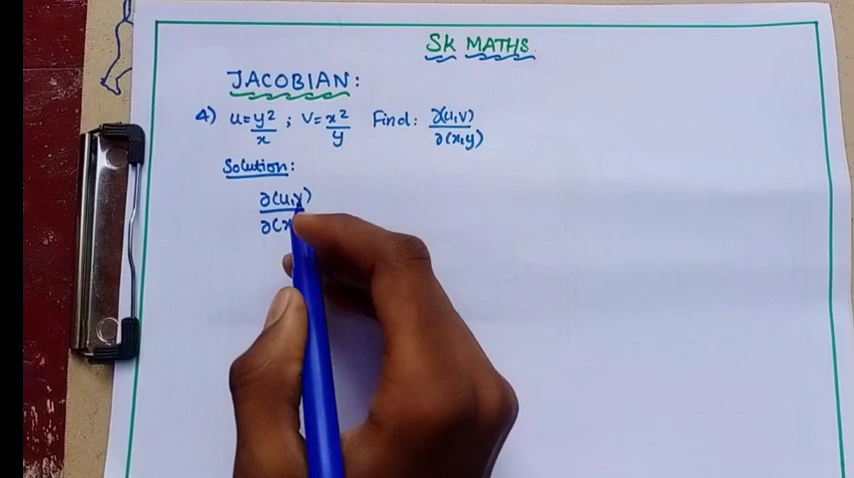 SK MATHS
JACOBIAN:
4) u=y²/x ; V=x²/y Find: ∂(u,v)/∂(x,y)
Solution:
∂(u,v)
∂(x